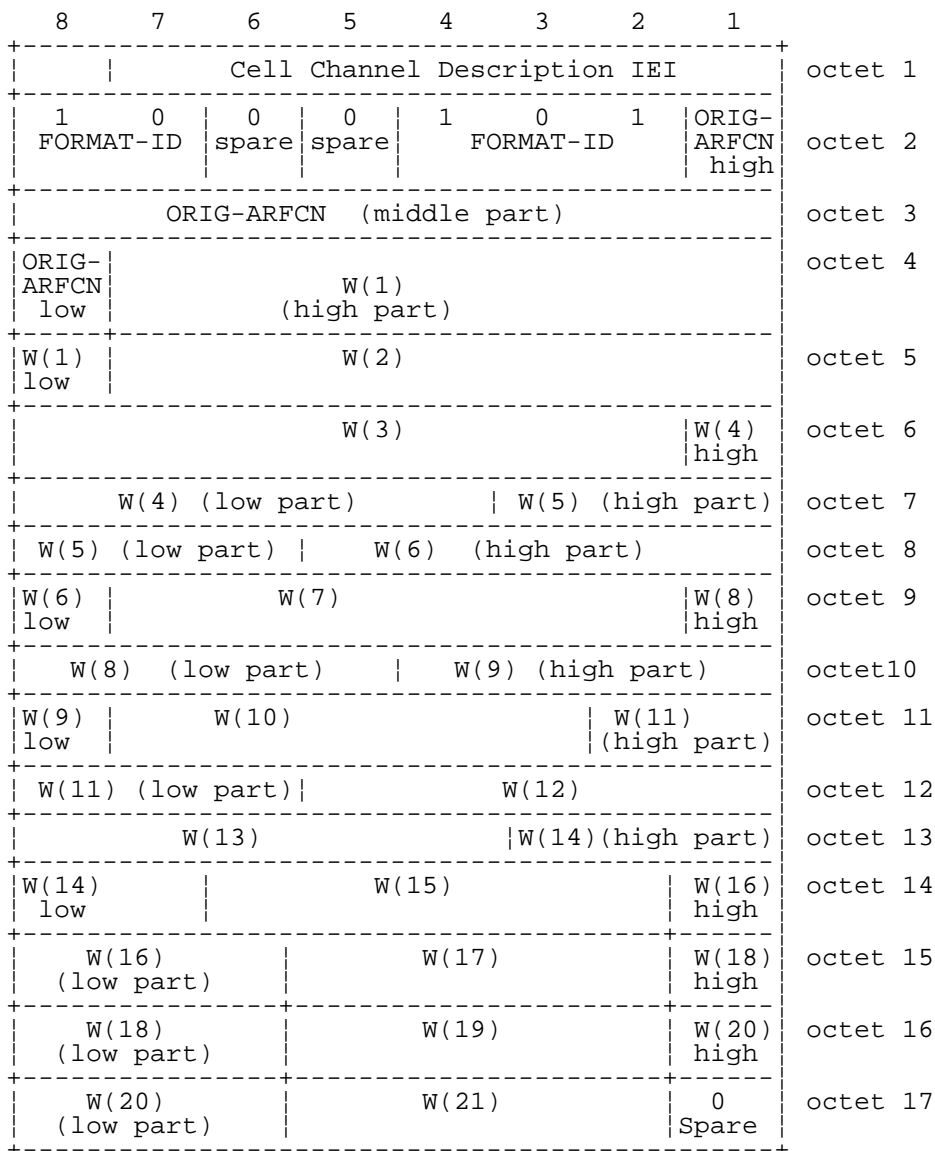 8 7 6 5 4 3 2 1
Cell Channel Description IEI octet 1
1 0 0 0 1 0 1 ORIG-
FORMAT-ID spare spare FORMAT-ID ARFCN octet 2
high
ORIG-ARFCN (middle part) octet 3
ORIG- octet 4
ARFCN W(1)
low (high part)
W(1) W(2) octet 5
low
W(3) W(4) octet 6
high
W(4) (low part) W(5) (high part) octet 7
W(5) (low part) W(6) (high part) octet 8
W(6) W(7) W(8) octet 9
low high
W(8) (low part) W(9) (high part) octet10
W(9) W(10) W(11) octet 11
low (high part)
W(11) (low part) W(12) octet 12
W(13) W(14)(high part) octet 13
W(14) W(15) W(16) octet 14
low high
W(16) W(17) W(18) octet 15
(low part) high
W(18) W(19) W(20) octet 16
(low part) high
W(20) W(21) 0 octet 17
(low part) Spare